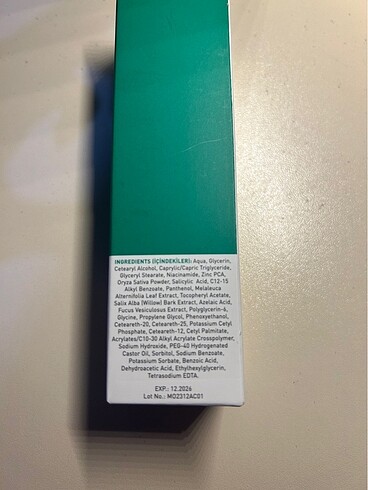 INGREDIENTS (İÇİNDEKİLER): Aqua, Glycerin,
Cetearyl Alcohol, Caprylic/Capric Triglyceride,
Glyceryl Stearate, Niacinamide, Zinc PCA,
Oryza Sativa Powder, Salicylic Acid, C12-15
Alkyl Benzoate, Panthenol, Melaleuca
Alternifolia Leaf Extract, Tocopheryl Acetate,
Salix Alba (Willow) Bark Extract, Azelaic Acid,
Fucus Vesiculosus Extract, Polyglycerin-6,
Glycine, Propylene Glycol, Phenoxyethanol,
Ceteareth-20, Ceteareth-25, Potassium Cetyl
Phosphate, Ceteareth-12, Cetyl Palmitate,
Acrylates/C10-30 Alkyl Acrylate Crosspolymer,
Sodium Hydroxide, PEG-40 Hydrogenated
Castor Oil, Sorbitol, Sodium Benzoate,
Potassium Sorbate, Benzoic Acid,
Dehydroacetic Acid, Ethylhexylglycerin,
Tetrasodium EDTA.
EXP.: 12.2026
Lot No.: MO2312AC01